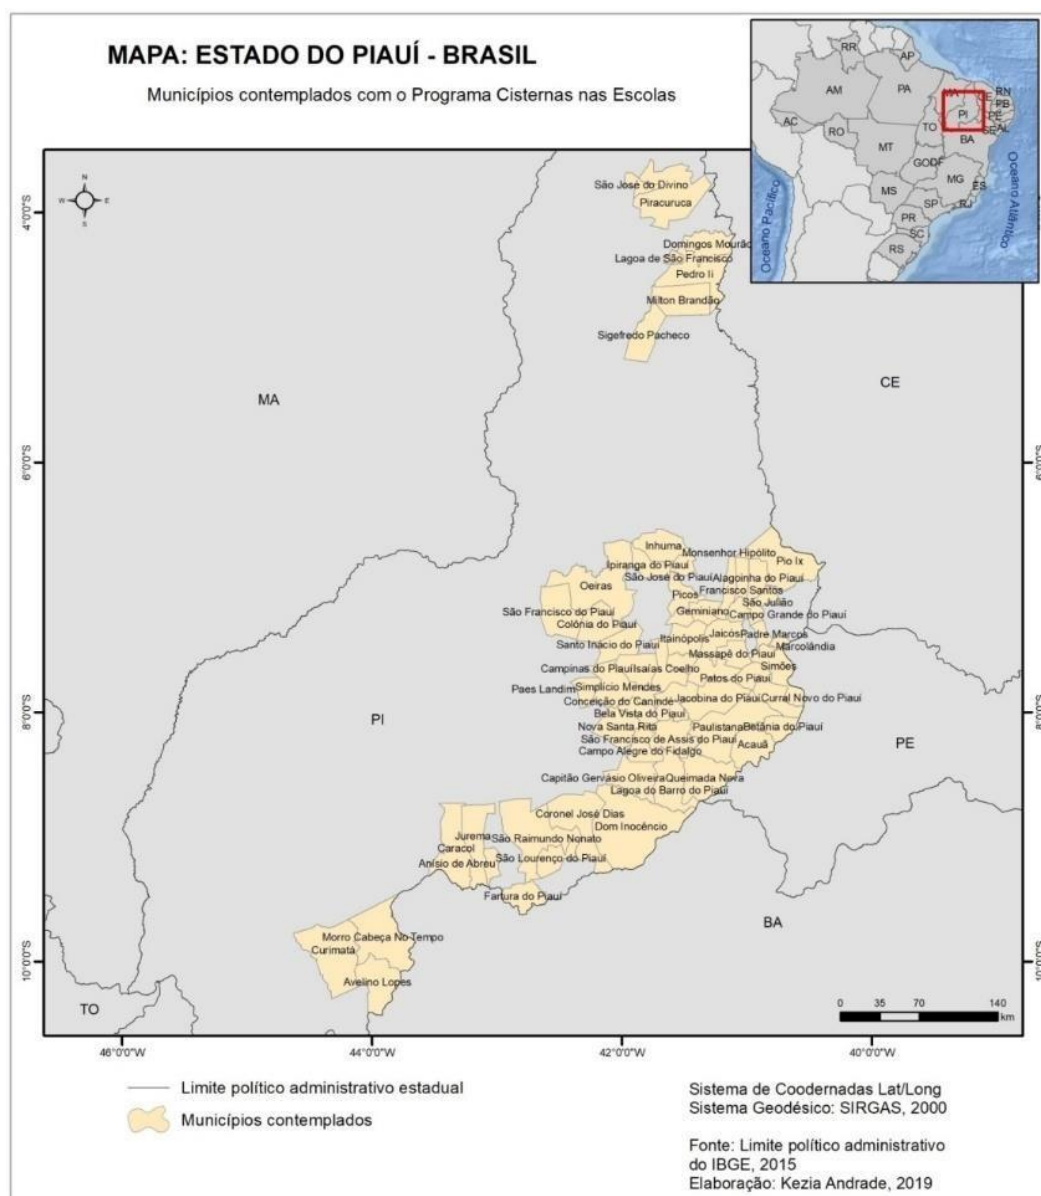 MAPA: ESTADO DO PIAUÍ - BRASIL
Municípios contemplados com o Programa Cisternas nas Escolas
RR
AP
AM
PA
MA
CE
RN
PB
PI
PE
AC
TO
SE
AL
RO
BA
MT
GO
DF
MG
ES
MS
SP
RJ
PR
SC
RS
Oceano Pacífico
Oceano Atlântico
N
W
E
S
4°0'0"S
São José do Divino
Piracuruca
Domingos Mourão
Lagoa de São Francisco
Pedro Ii
Milton Brandão
Sigefredo Pacheco
MA
CE
6°0'0"S
6°0'0"S
Inhuma
Monsenhor Hipólito
Pio Ix
Ipiranga do Piauí
São José do Piauí
Alagoinha do Piauí
Oeiras
Picos
Francisco Santos
São Julião
São Francisco do Piauí
Geminiano
Campo Grande do Piauí
Colônia do Piauí
Itainópolis
Jaicós
Padre Marcos
Santo Inácio do Piauí
Marcolândia
Massapê do Piauí
Campinas do Piauí
Isaías Coelho
Simões
Patos do Piauí
Paes Landim
Simplício Mendes
Conceição do Canindé
Jacobina do Piauí
Curral Novo do Piauí
Bela Vista do Piauí
PI
8°0'0"S
8°0'0"S
Nova Santa Rita
Paulistana
Betânia do Piauí
São Francisco de Assis do Piauí
Acauã
Campo Alegre do Fidalgo
PE
Capitão Gervásio Oliveira
Queimada Nova
Lagoa do Barro do Piauí
Coronel José Dias
Dom Inocêncio
Jurema
São Raimundo Nonato
Caracol
Anísio de Abreu
São Lourenço do Piauí
Fartura do Piauí
BA
Morro Cabeça No Tempo
Curimatá
10°0'0"S
10°0'0"S
Avelino Lopes
TO
0 35 70 140
km
46°0'0"W
44°0'0"W
42°0'0"W
40°0'0"W
Limite político administrativo estadual
Municípios contemplados
Sistema de Coodernadas Lat/Long
Sistema Geodésico: SIRGAS, 2000
Fonte: Limite político administrativo
do IBGE, 2015
Elaboração: Kezia Andrade, 2019